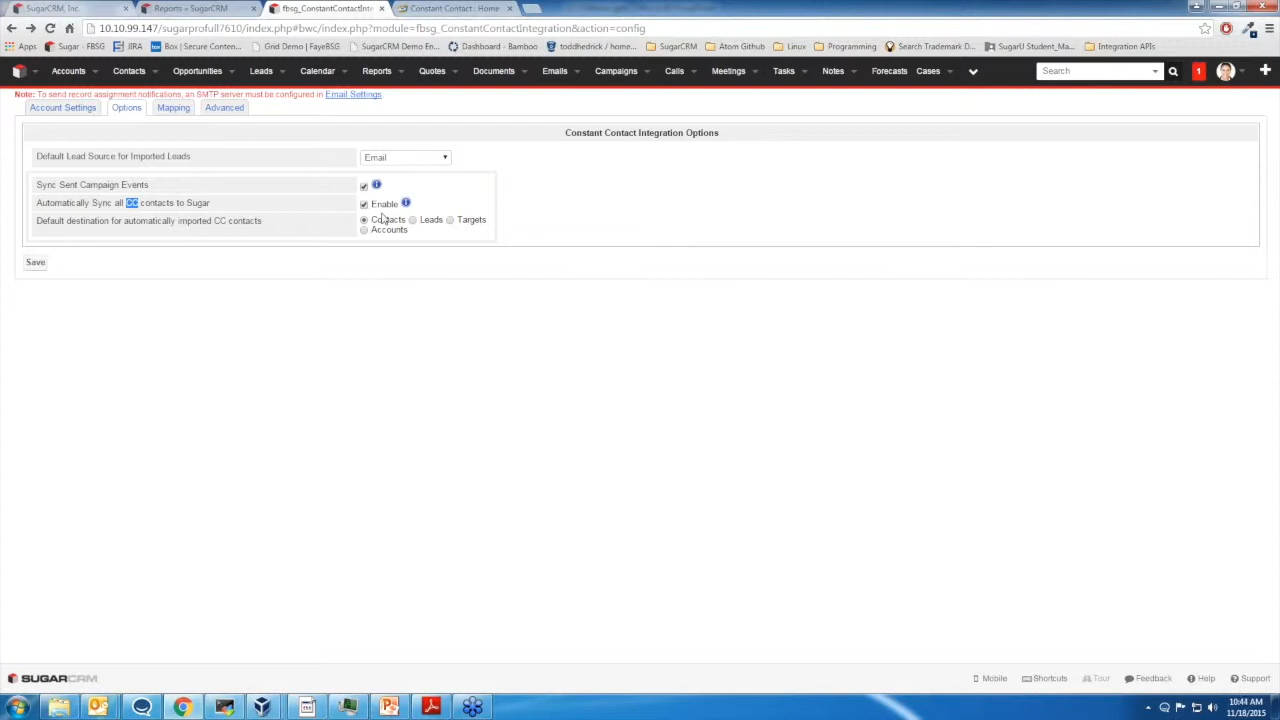 SugarCRM, Inc.
Reports » SugarCRM
fbsg_ConstantContactInte
Constant Contact : Home
10.10.99.147/sugarprofull7610/index.php#bwc/index.php?module=fbsg_ConstantContactIntegration&action=config
Apps Sugar - FBSG JIRA Box | Secure Conten... Grid Demo | FayeBSG SugarCRM Demo En... Dashboard - Bamboo toddhedrick / home... SugarCRM Atom Github Linux Programming Search Trademark D... SugarU Student_Ma... Integration APIs
Accounts Contacts Opportunities Leads Calendar Reports Quotes Documents Emails Campaigns Calls Meetings Tasks Notes Forecasts Cases Search 1
Note: To send record assignment notifications, an SMTP server must be configured in Email Settings.
Account Settings Options Mapping Advanced
Constant Contact Integration Options
Default Lead Source for Imported Leads Email
Sync Sent Campaign Events
Automatically Sync all CC contacts to Sugar Enable
Default destination for automatically imported CC contacts Contacts Leads Targets
Accounts
Save
SUGARCRM Mobile Shortcuts Tour Feedback Help Support
10:44 AM
11/18/2015